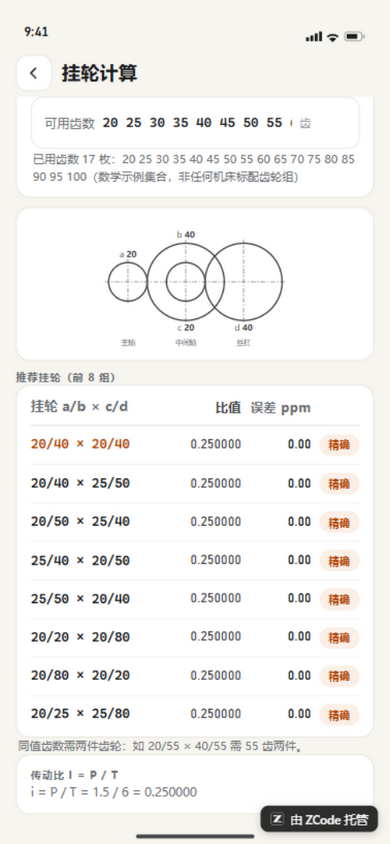 9:41
挂轮计算
可用齿数 20 25 30 35 40 45 50 55 齿
已用齿数 17 枚：20 25 30 35 40 45 50 55 60 65 70 75 80 85
90 95 100（数学示例集合，非任何机床标配齿轮组）
b 40
a 20
c 20 d 40
主轴 中间轮 丝杠
推荐挂轮（前 8 组）
挂轮 a/b × c/d 比值 误差 ppm
20/40 × 20/40 0.250000 0.00 精确
20/40 × 25/50 0.250000 0.00 精确
20/50 × 25/40 0.250000 0.00 精确
25/40 × 20/50 0.250000 0.00 精确
25/50 × 20/40 0.250000 0.00 精确
20/20 × 20/80 0.250000 0.00 精确
20/80 × 20/20 0.250000 0.00 精确
20/25 × 25/80 0.250000 0.00 精确
同值齿数需两件齿轮：如 20/55 × 40/55 需 55 齿两件。
传动比 i = P / T
i = P / T = 1.5 / 6 = 0.250000
由 ZCode 托管